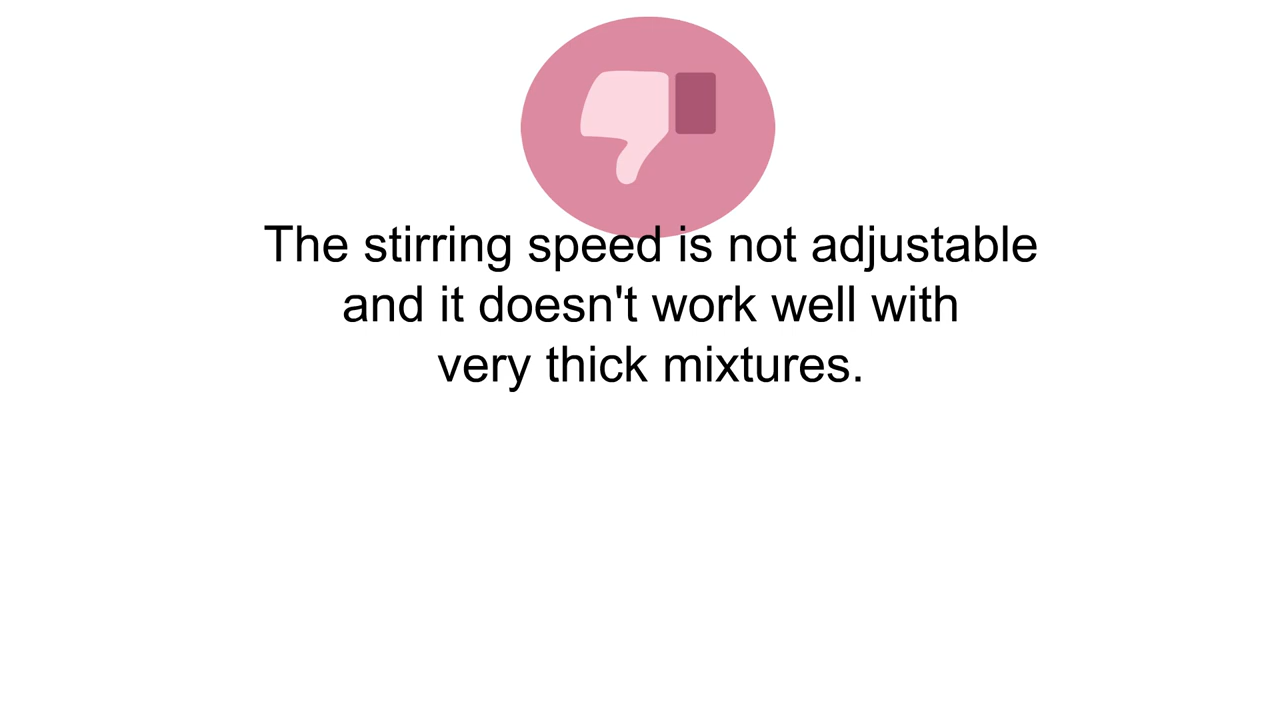 The stirring speed is not adjustable
and it doesn't work well with
very thick mixtures.